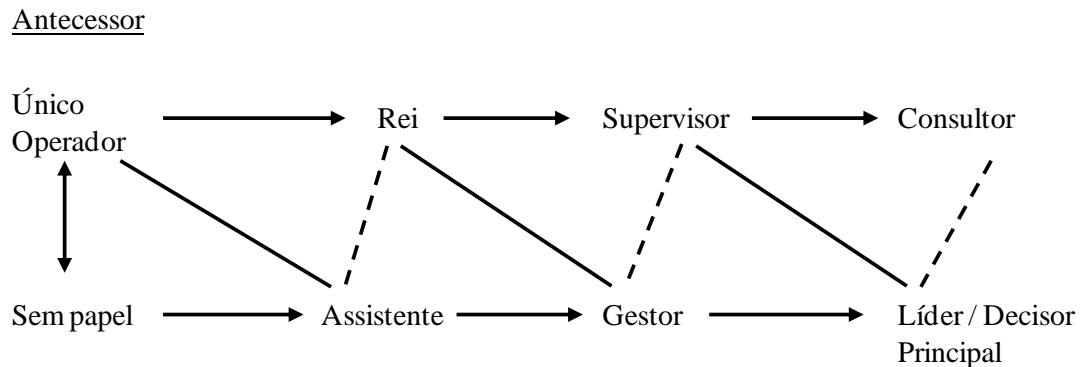 Antecessor
Único
Operador
Rei
Supervisor
Consultor
Sem papel
Assistente
Gestor
Líder / Decisor
Principal